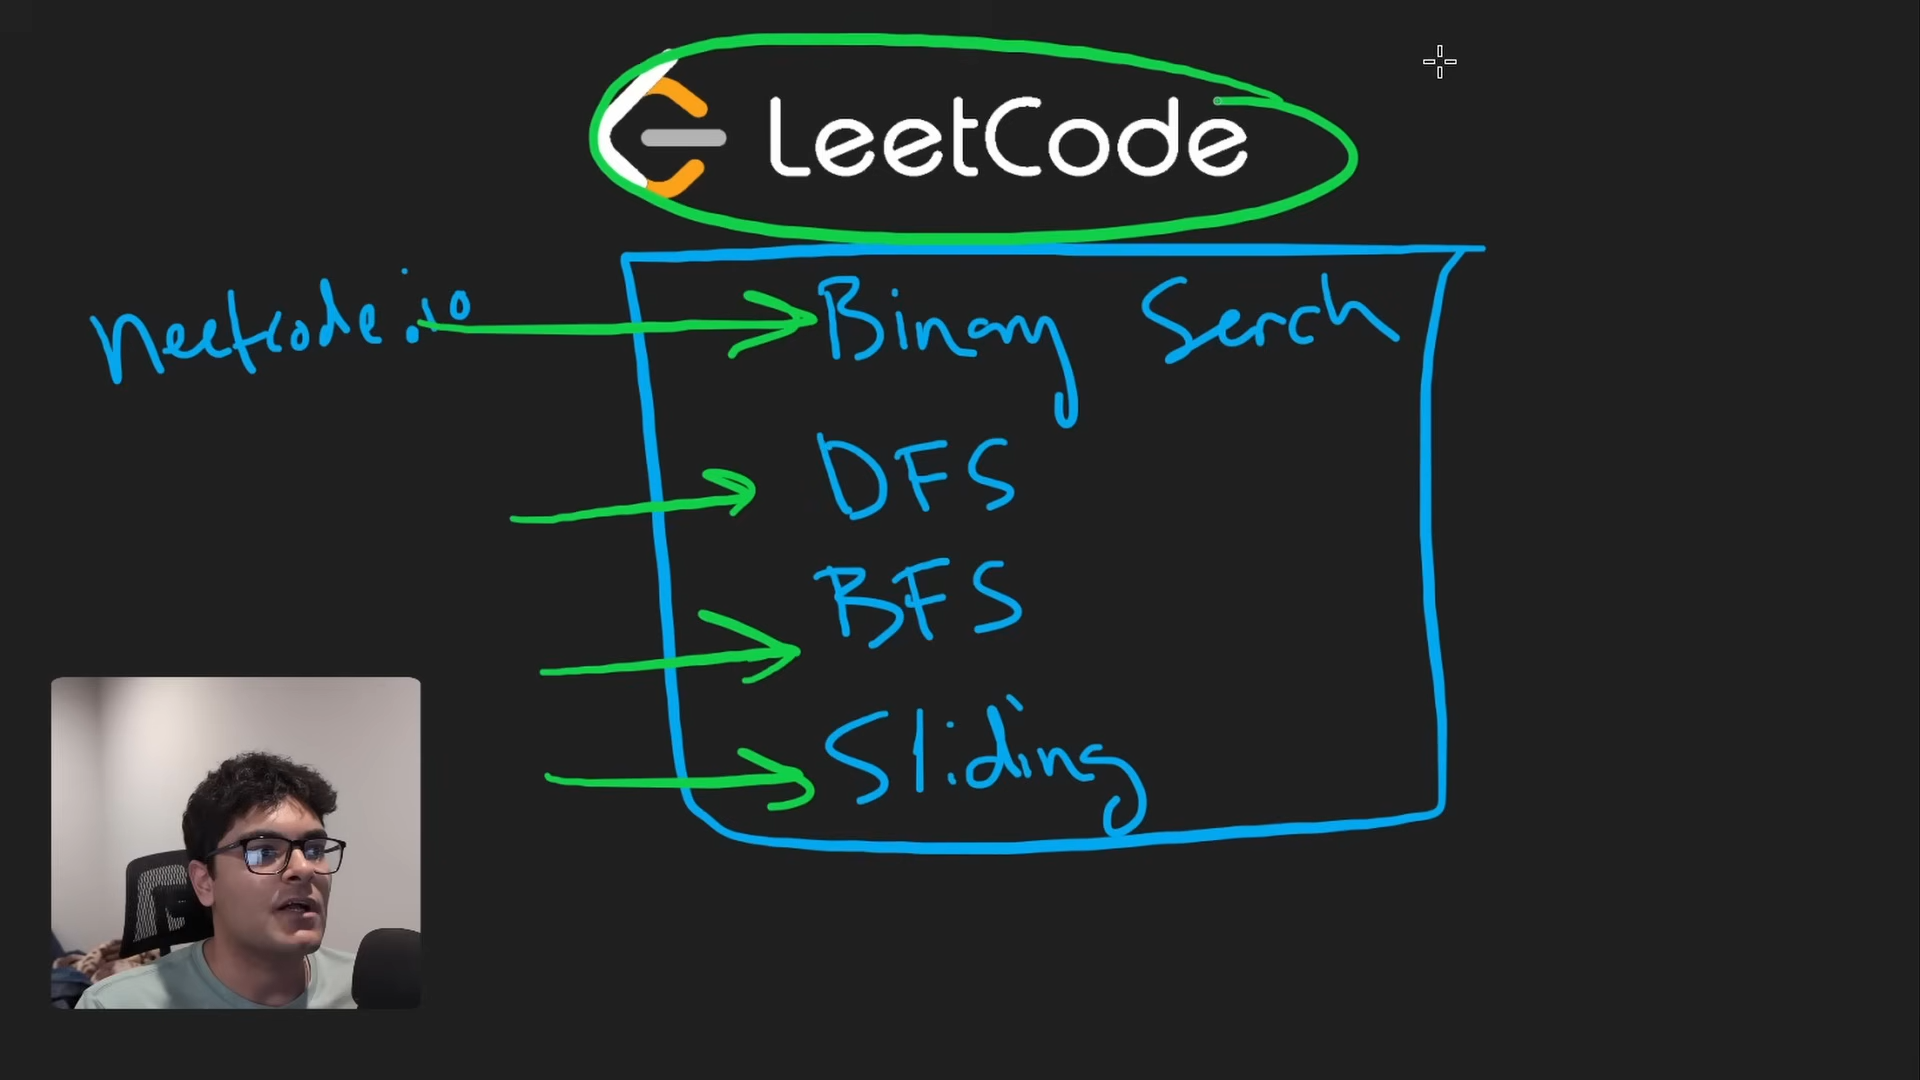 LeetCode
neetcode.io
Binary Serch
DFS
BFS
Sliding